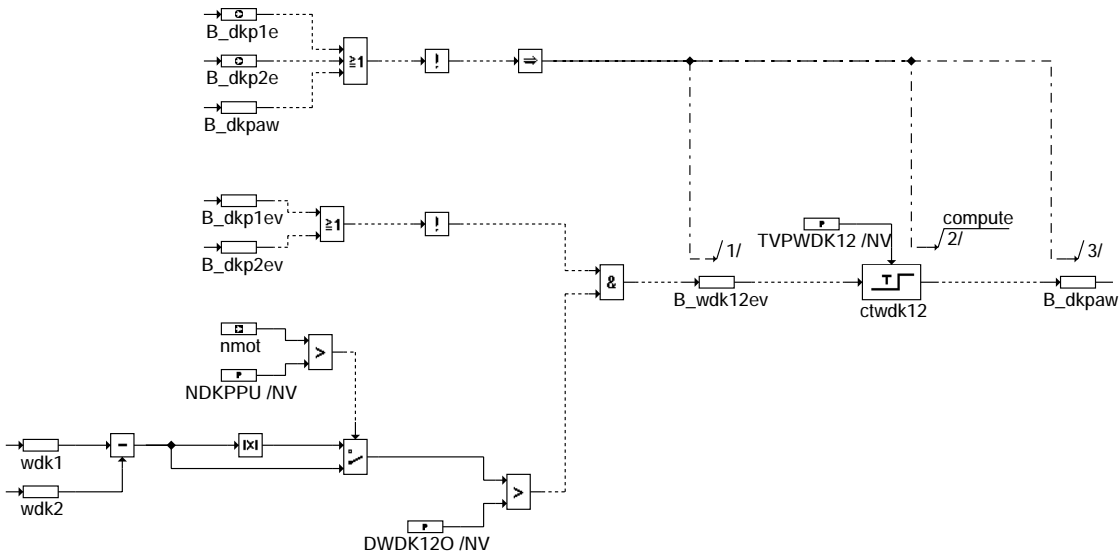 B_dkp1e
B_dkp2e
≥1
!
⇒
B_dkpaw
B_dkp1ev
≥1
!
B_dkp2ev
P
TVPWDK12 /NV
compute
1/
2/
3/
&
B_wdk12ev
T
ctwdk12
B_dkpaw
nmot
>
P
NDKPPU /NV
wdk1
−
|X|
wdk2
>
P
DWDK12O /NV